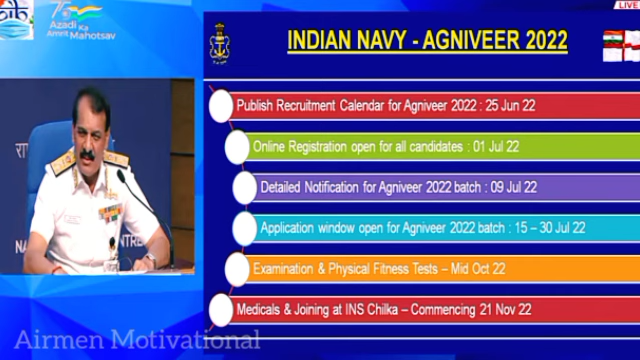 pib
75
Azadi Ka
Amrit Mahotsav
LIVE
INDIAN NAVY - AGNIVEER 2022
Publish Recruitment Calendar for Agniveer 2022 : 25 Jun 22
Online Registration open for all candidates : 01 Jul 22
Detailed Notification for Agniveer 2022 batch : 09 Jul 22
Application window open for Agniveer 2022 batch : 15 – 30 Jul 22
Examination & Physical Fitness Tests – Mid Oct 22
Medicals & Joining at INS Chilka – Commencing 21 Nov 22
Airmen Motivational